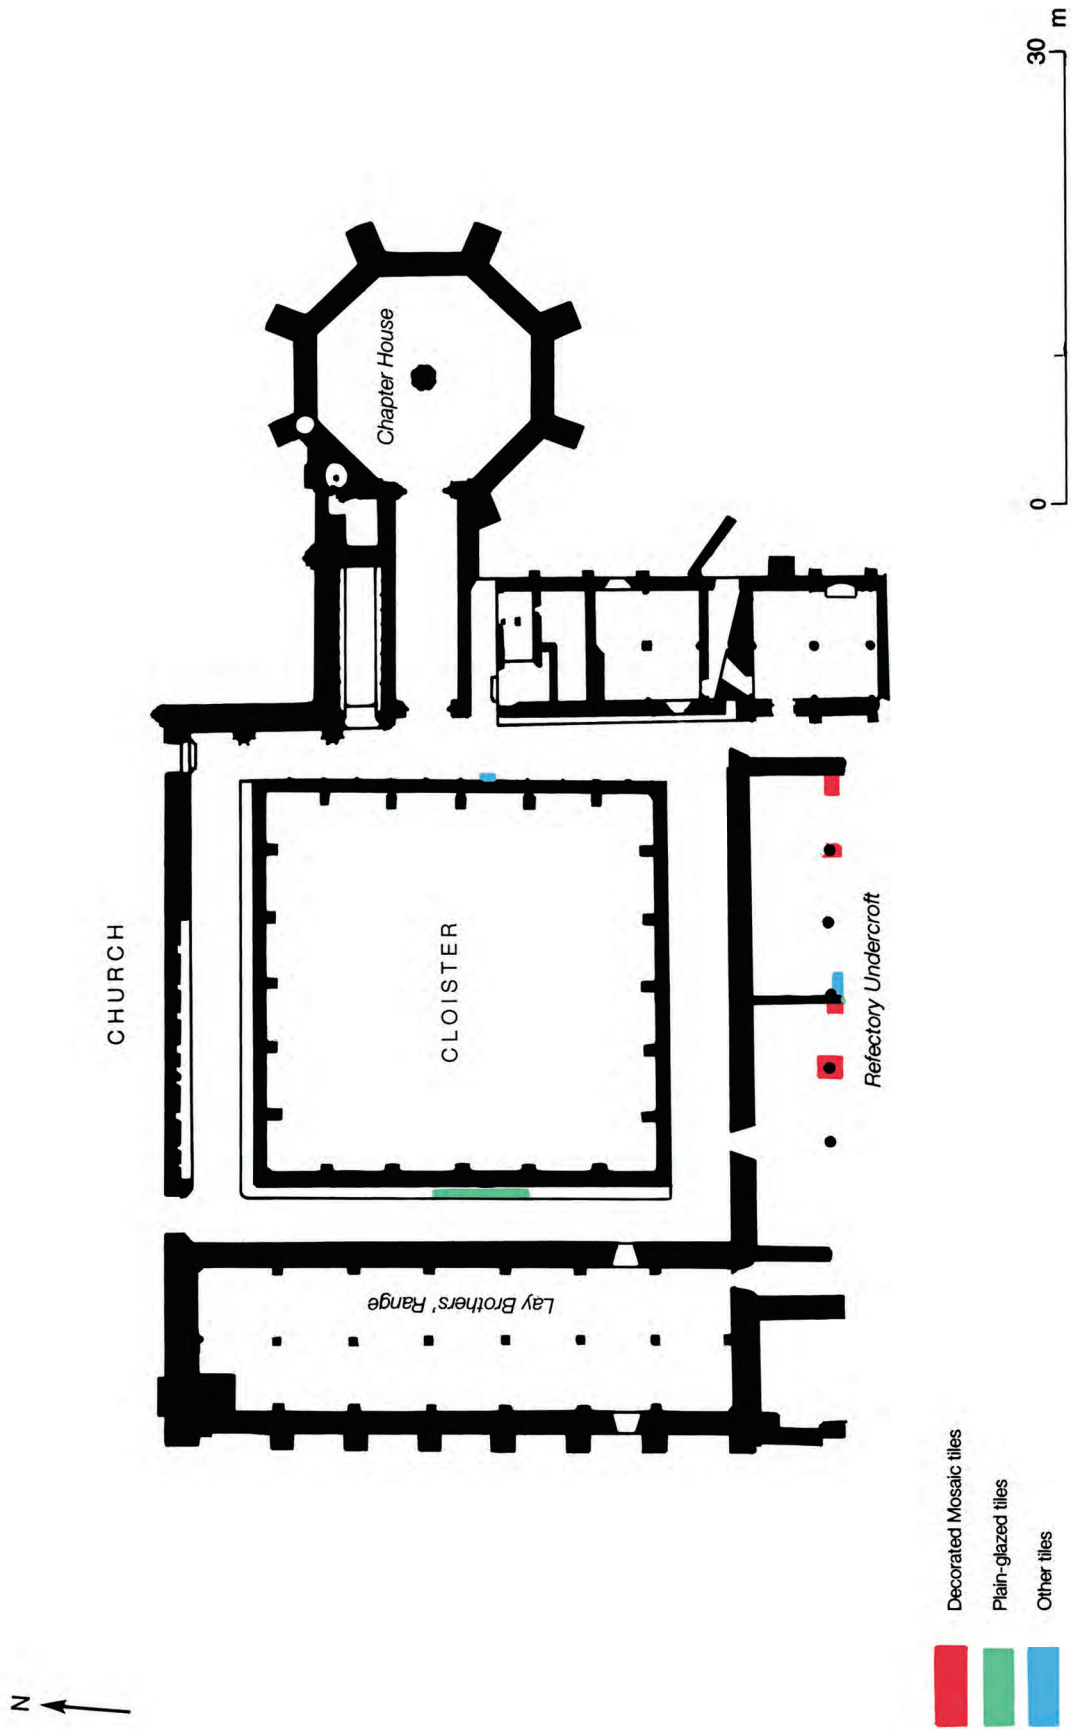 N
CHURCH
Chapter House
CLOISTER
Lay Brothers' Range
Refectory Undercroft
Decorated Mosaic tiles
Plain-glazed tiles
Other tiles
0
30 m